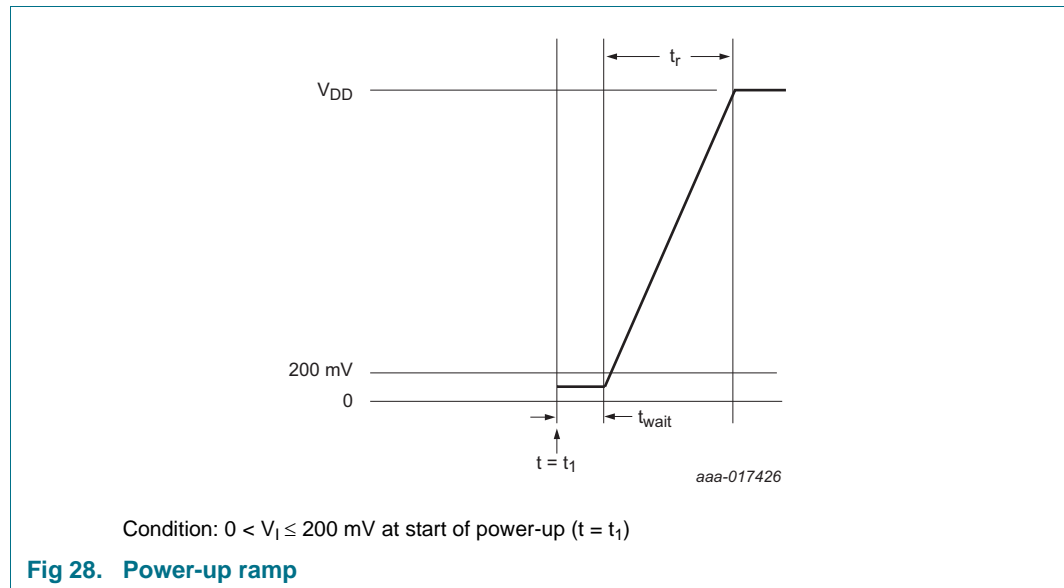 tr
VDD
200 mV
0
twait
t = t1
aaa-017426
Condition: 0 < VI ≤ 200 mV at start of power-up (t = t1)
Fig 28. Power-up ramp